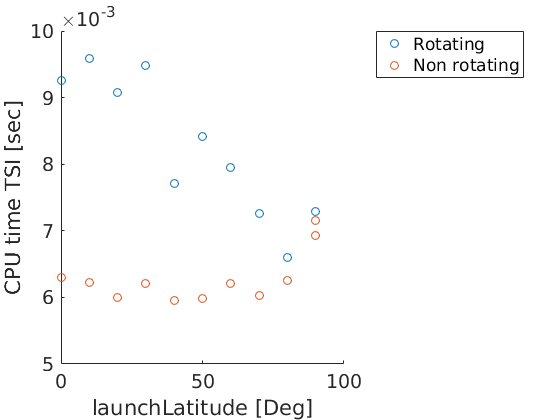 ×10⁻³
10
9
8
7
6
5
0
50
100
CPU time TSI [sec]
launchLatitude [Deg]
Rotating
Non rotating